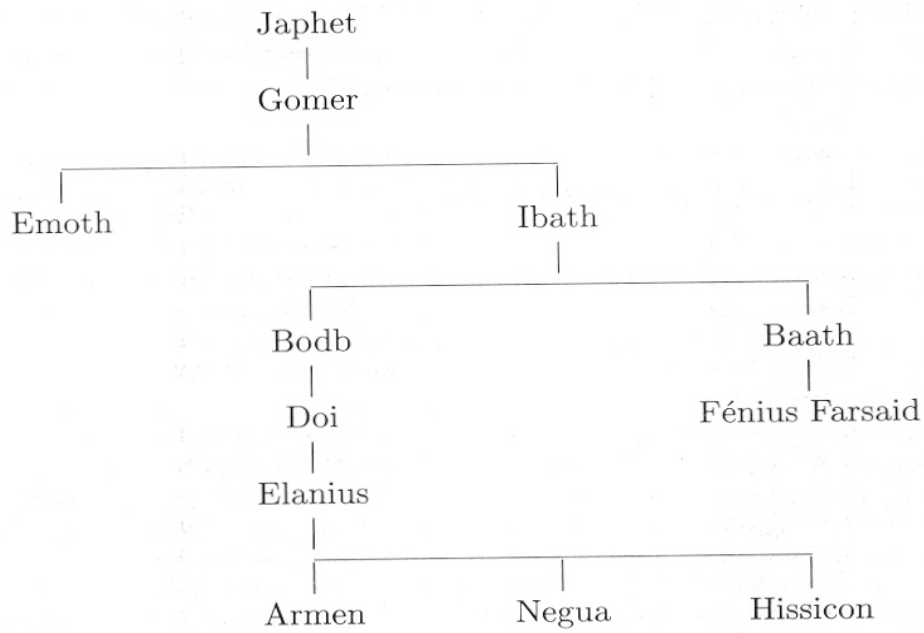 Japhet
Gomer
Emoth Ibath
Bodb Baath
Doi Fénius Farsaid
Elanius
Armen Negua Hissicon